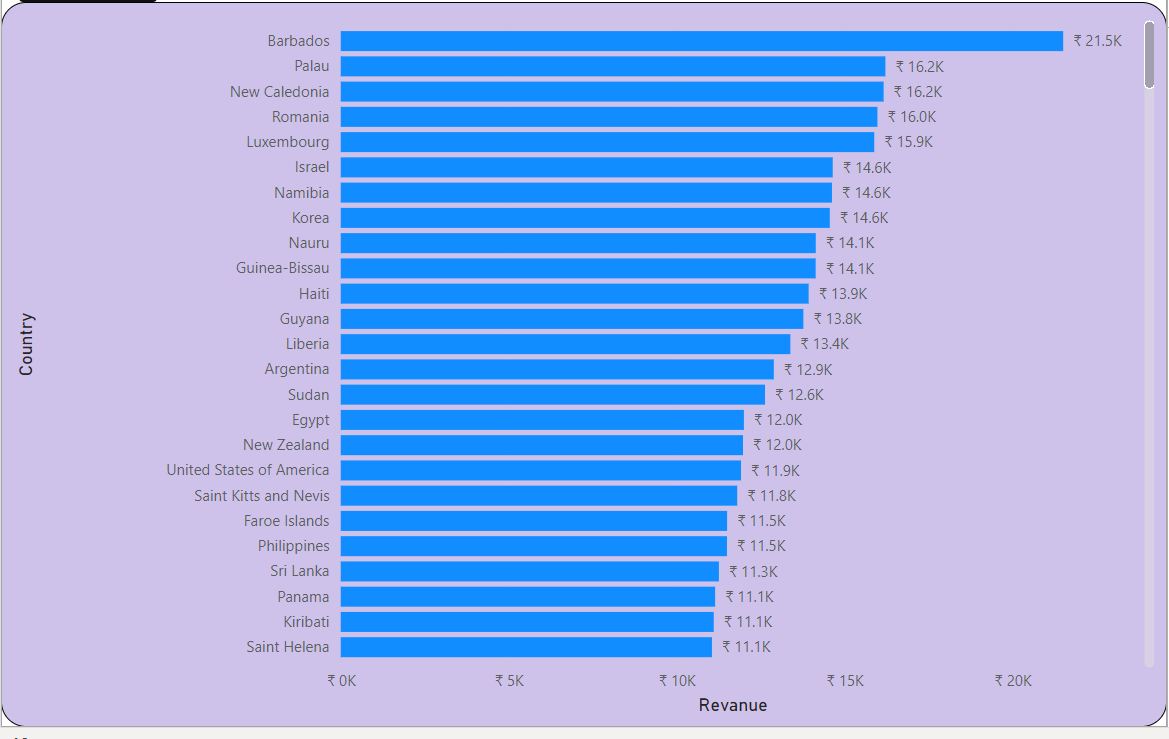 Barbados ₹ 21.5K
Palau ₹ 16.2K
New Caledonia ₹ 16.2K
Romania ₹ 16.0K
Luxembourg ₹ 15.9K
Israel ₹ 14.6K
Namibia ₹ 14.6K
Korea ₹ 14.6K
Nauru ₹ 14.1K
Guinea-Bissau ₹ 14.1K
Haiti ₹ 13.9K
Guyana ₹ 13.8K
Liberia ₹ 13.4K
Argentina ₹ 12.9K
Sudan ₹ 12.6K
Egypt ₹ 12.0K
New Zealand ₹ 12.0K
United States of America ₹ 11.9K
Saint Kitts and Nevis ₹ 11.8K
Faroe Islands ₹ 11.5K
Philippines ₹ 11.5K
Sri Lanka ₹ 11.3K
Panama ₹ 11.1K
Kiribati ₹ 11.1K
Saint Helena ₹ 11.1K
Country
₹ 0K ₹ 5K ₹ 10K ₹ 15K ₹ 20K
Revanue